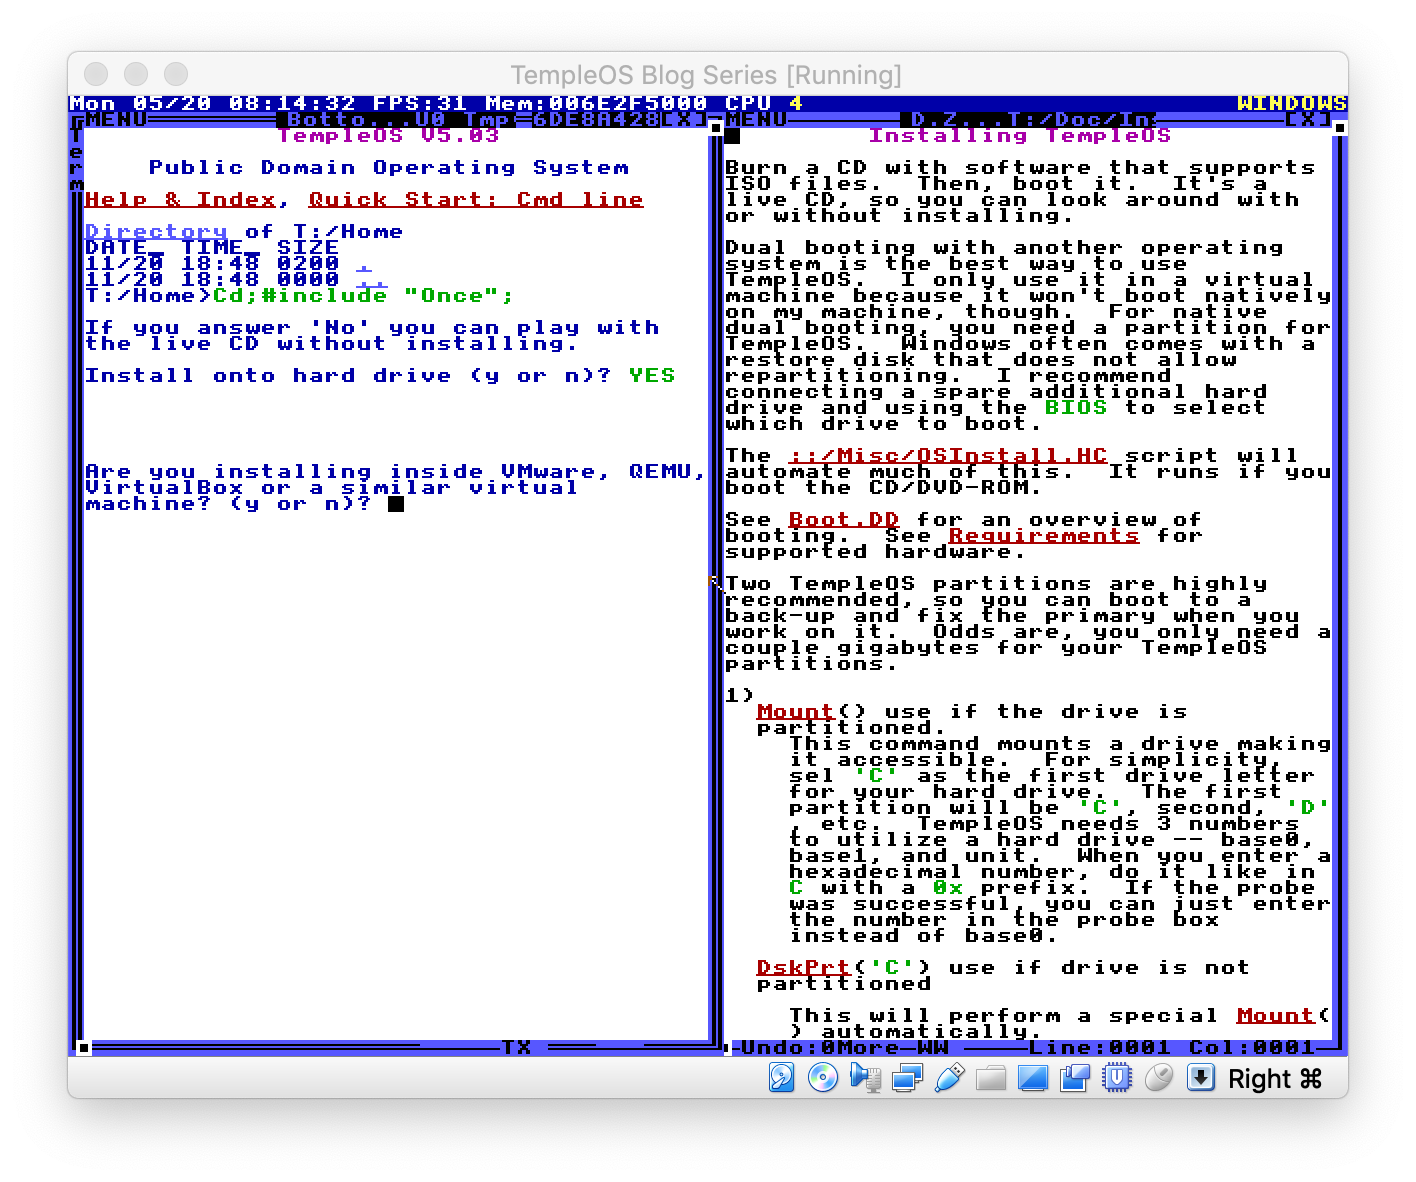 TempleOS Blog Series [Running]
Mon 05/20 08:14:32 FPS:31 Mem:006E2F5000 CPU 4 WINDOWS
MENU Botto...U0 Tmp 6DE8A428[X]
Term
TempleOS V5.03
Public Domain Operating System
Help & Index, Quick Start: Cmd line
Directory of T:/Home
DATE_ TIME_ SIZE
11/20 18:48 0200 .
11/20 18:48 0000 ..
T:/Home>Cd;#include "Once";
If you answer 'No' you can play with
the live CD without installing.
Install onto hard drive (y or n)? YES
Are you installing inside VMware, QEMU,
VirtualBox or a similar virtual
machine? (y or n)?
TX
MENU D.Z...T:/Doc/Ins [X]
Installing TempleOS
Burn a CD with software that supports
ISO files.  Then, boot it.  It's a
live CD, so you can look around with
or without installing.
Dual booting with another operating
system is the best way to use
TempleOS.  I only use it in a virtual
machine because it won't boot natively
on my machine, though.  For native
dual booting, you need a partition for
TempleOS.  Windows often comes with a
restore disk that does not allow
repartitioning.  I recommend
connecting a spare additional hard
drive and using the BIOS to select
which drive to boot.
The ::/Misc/OSInstall.HC script will
automate much of this.  It runs if you
boot the CD/DVD-ROM.
See Boot.DD for an overview of
booting.  See Requirements for
supported hardware.
Two TempleOS partitions are highly
recommended, so you can boot to a
back-up and fix the primary when you
work on it.  Odds are, you only need a
couple gigabytes for your TempleOS
partitions.
1)
Mount() use if the drive is
partitioned.
This command mounts a drive making
it accessible.  For simplicity,
sel 'C' as the first drive letter
for your hard drive.  The first
partition will be 'C', second, 'D'
, etc.  TempleOS needs 3 numbers
to utilize a hard drive -- base0,
base1, and unit.  When you enter a
hexadecimal number, do it like in
C with a 0x prefix.  If the probe
was successful, you can just enter
the number in the probe box
instead of base0.
DskPrt('C') use if drive is not
partitioned
This will perform a special Mount(
) automatically.
Undo:0More-WW Line:0001 Col:0001
Right ⌘